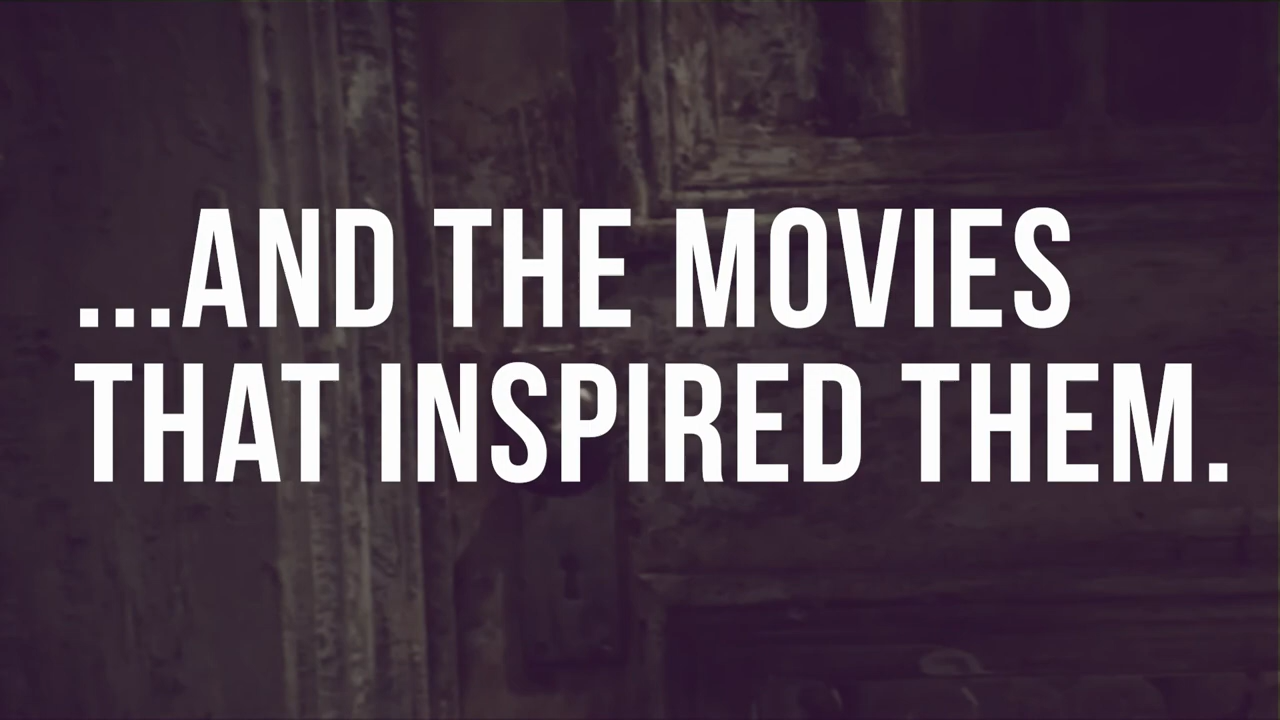 ...AND THE MOVIES
THAT INSPIRED THEM.